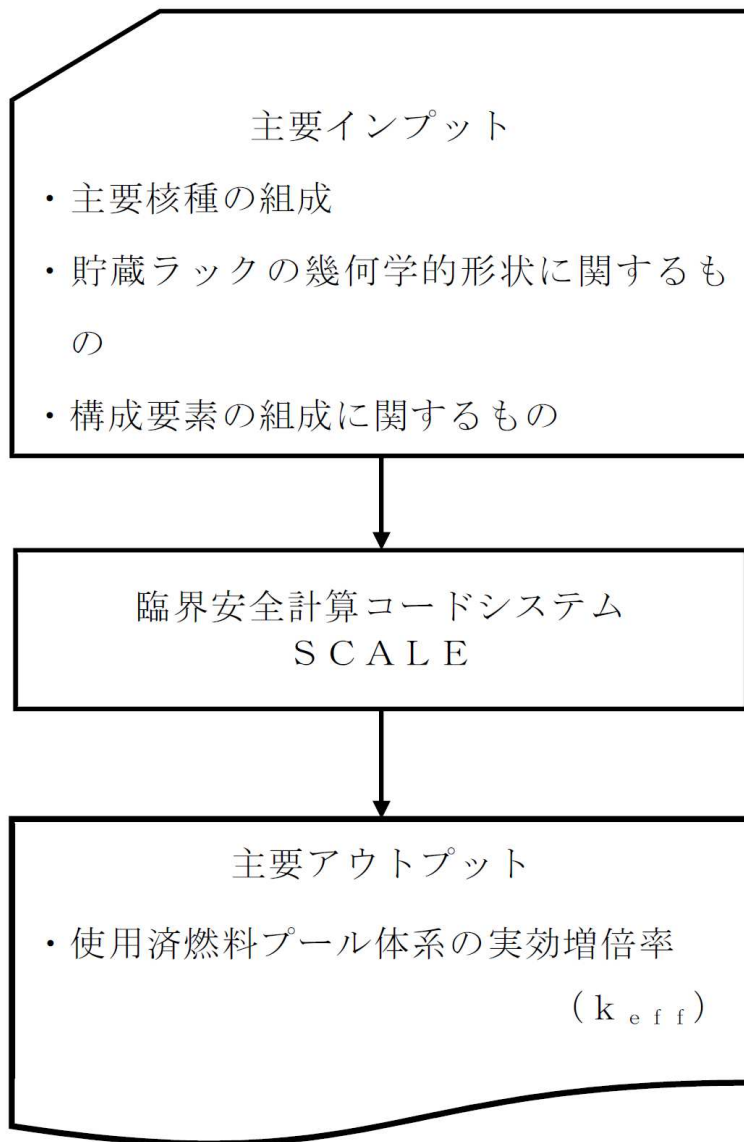 主要インプット
・主要核種の組成
・貯蔵ラックの幾何学的形状に関するも
の
・構成要素の組成に関するもの
臨界安全計算コードシステム
ＳＣＡＬＥ
主要アウトプット
・使用済燃料プール体系の実効増倍率
（ｋｅｆｆ）